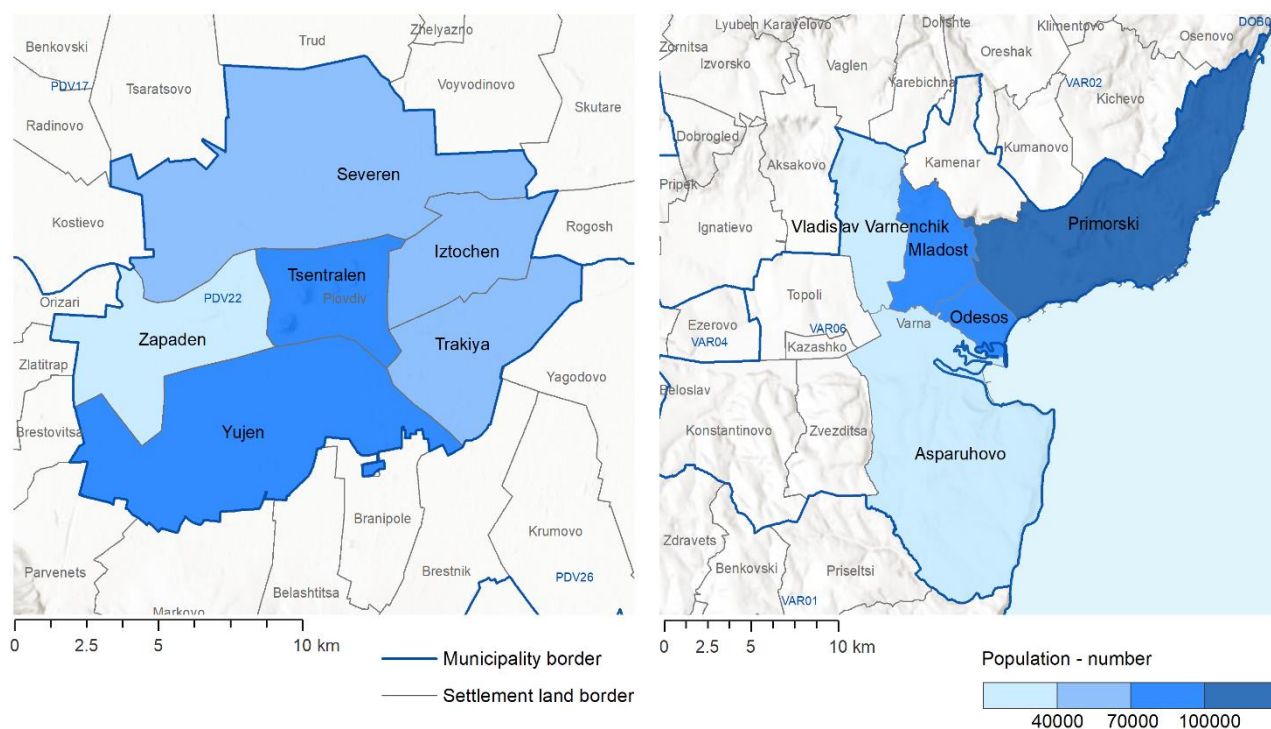 Benkovski
PDV17
Tsaratsovo
Trud
Zhelyazno
Voyvodinovo
Skutare
Radinovo
Severen
Kostievo
Rogosh
Iztochen
Tsentralen
Plovdiv
Orizari
PDV22
Zapaden
Trakiya
Zlatitrap
Yagodovo
Brestovitsa
Yujen
Branipole
Krumovo
Parvenets
Belashtitsa
Brestnik
PDV26
Markovo
0 5 10 km
Lyuben Karavelovo
Klimentovo
DOB0
Zornitsa
Izvorsko
Vaglen
Oreshak
Osenovo
Yarebichna
VAR02
Kichevo
Dobrogled
Aksakovo
Kamenar
Kumanovo
Pripek
Ignatievo
Vladislav Varnenchik
Primorski
Mladost
Topoli
Odesos
Ezerovo
VAR04
VAR06
Varna
Kazashko
Beloslav
Konstantinovo
Zvezditsa
Asparuhovo
Zdravets
Benkovski
Priseltsi
VAR01
0 2.5 5 10 km
Municipality border
Settlement land border
Population - number
40000 70000 100000